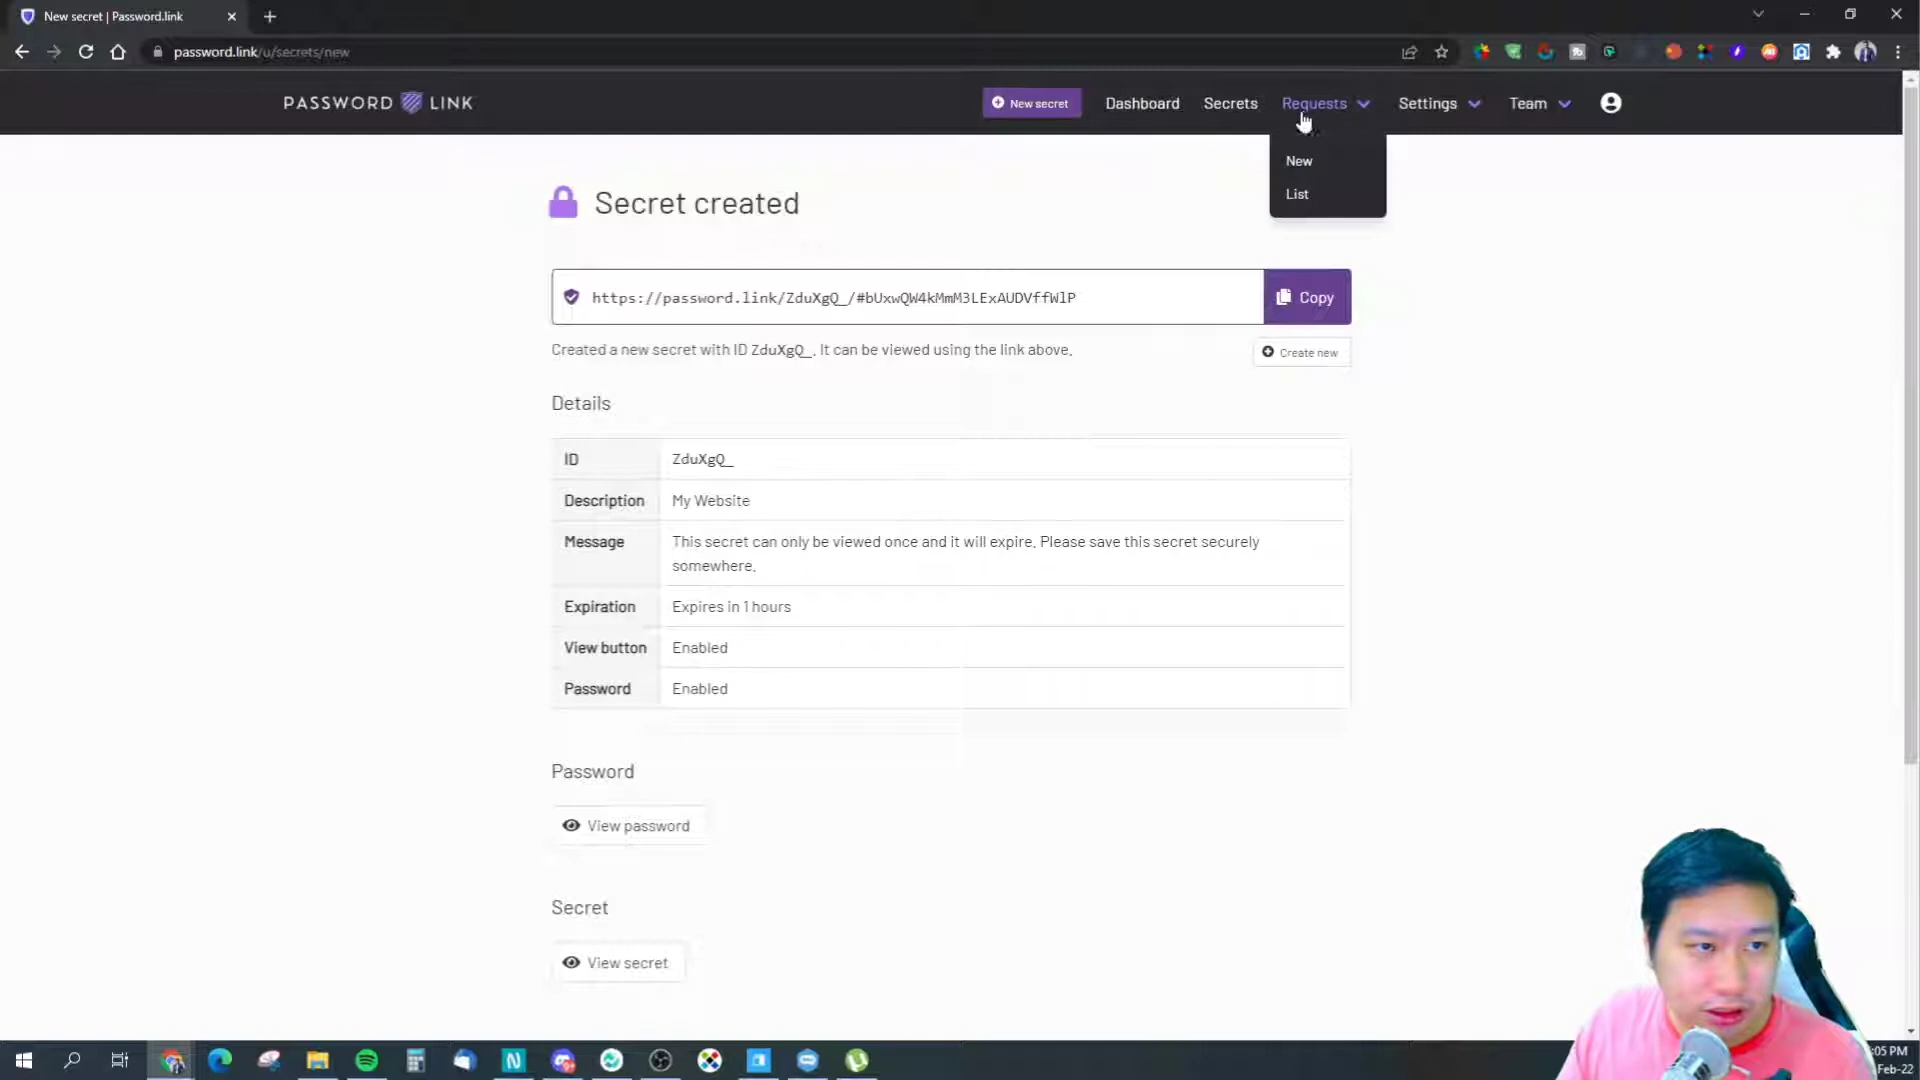 New secret | Password.link
password.link/u/secrets/new
PASSWORD LINK
New secret
Dashboard
Secrets
Requests
Settings
Team
New
List
Secret created
https://password.link/ZduXgQ_/#bUxwQW4kMmM3LExAUDVffWlP
Copy
Created a new secret with ID ZduXgQ_. It can be viewed using the link above.
Create new
Details
ID
ZduXgQ_
Description
My Website
Message
This secret can only be viewed once and it will expire. Please save this secret securely
somewhere.
Expiration
Expires in 1 hours
View button
Enabled
Password
Enabled
Password
View password
Secret
View secret
:05 PM
Feb-22